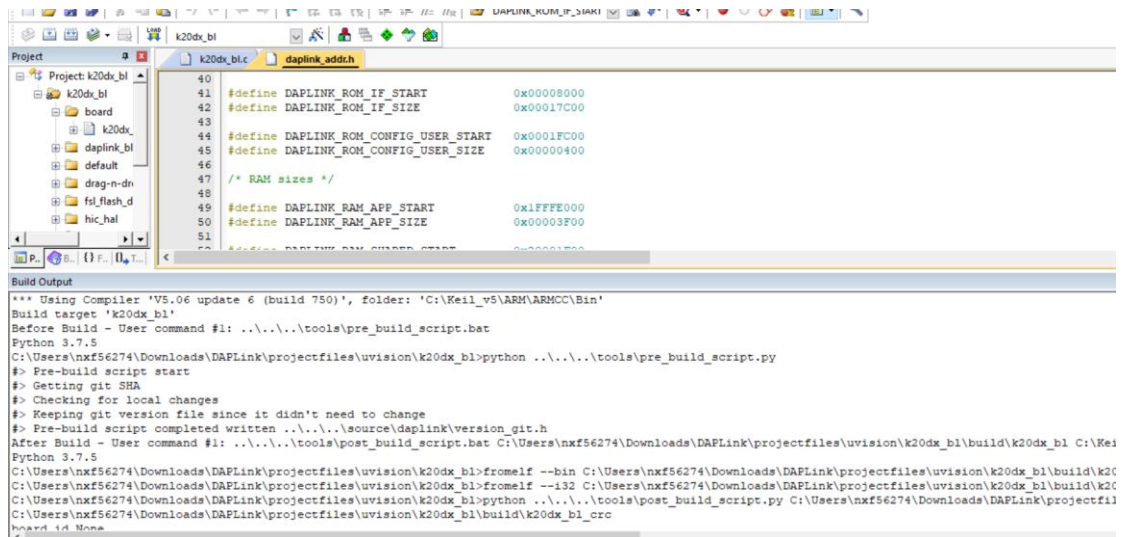 DAPLINK_ROM_IF_START
LOAD
k20dx_bl
Project
k20dx_bl.c
daplink_addr.h
Project: k20dx_bl
k20dx_bl
board
k20dx_
daplink_bl
default
drag-n-dr
fsl_flash_d
hic_hal
40
41 #define DAPLINK_ROM_IF_START 0x00008000
42 #define DAPLINK_ROM_IF_SIZE 0x00017C00
43
44 #define DAPLINK_ROM_CONFIG_USER_START 0x0001FC00
45 #define DAPLINK_ROM_CONFIG_USER_SIZE 0x00000400
46
47 /* RAM sizes */
48
49 #define DAPLINK_RAM_APP_START 0x1FFFE000
50 #define DAPLINK_RAM_APP_SIZE 0x00003F00
51
P... B... {} F... T...
Build Output
*** Using Compiler 'V5.06 update 6 (build 750)', folder: 'C:\Keil_v5\ARM\ARMCC\Bin'
Build target 'k20dx_bl'
Before Build - User command #1: ..\..\..\tools\pre_build_script.bat
Python 3.7.5
C:\Users\nxf56274\Downloads\DAPLink\projectfiles\uvision\k20dx_bl>python ..\..\..\tools\pre_build_script.py
#> Pre-build script start
#> Getting git SHA
#> Checking for local changes
#> Keeping git version file since it didn't need to change
#> Pre-build script completed written ..\..\..\source\daplink\version_git.h
After Build - User command #1: ..\..\..\tools\post_build_script.bat C:\Users\nxf56274\Downloads\DAPLink\projectfiles\uvision\k20dx_bl\build\k20dx_bl C:\Kei
Python 3.7.5
C:\Users\nxf56274\Downloads\DAPLink\projectfiles\uvision\k20dx_bl>fromelf --bin C:\Users\nxf56274\Downloads\DAPLink\projectfiles\uvision\k20dx_bl\build\k20
C:\Users\nxf56274\Downloads\DAPLink\projectfiles\uvision\k20dx_bl>fromelf --i32 C:\Users\nxf56274\Downloads\DAPLink\projectfiles\uvision\k20dx_bl\build\k20
C:\Users\nxf56274\Downloads\DAPLink\projectfiles\uvision\k20dx_bl>python ..\..\..\tools\post_build_script.py C:\Users\nxf56274\Downloads\DAPLink\projectfil
C:\Users\nxf56274\Downloads\DAPLink\projectfiles\uvision\k20dx_bl\build\k20dx_bl_crc
board id None